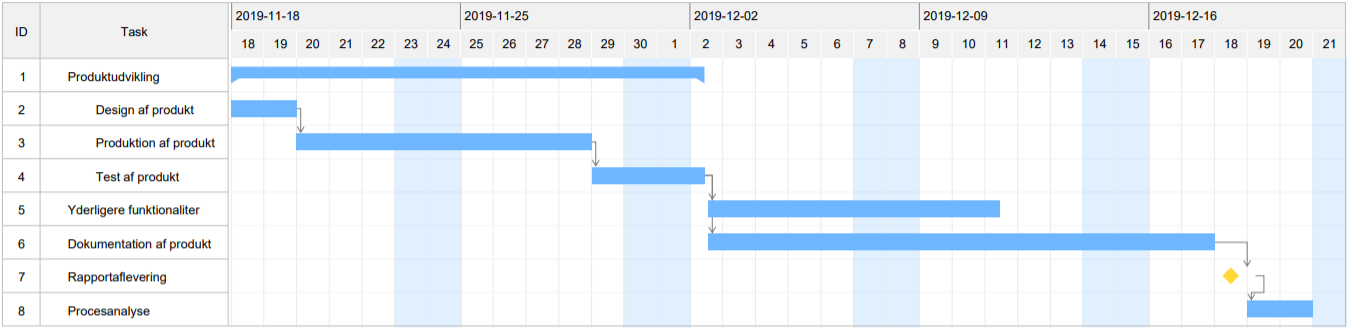 ID Task 2019-11-18 2019-11-25 2019-12-02 2019-12-09 2019-12-16
18 19 20 21 22 23 24 25 26 27 28 29 30 1 2 3 4 5 6 7 8 9 10 11 12 13 14 15 16 17 18 19 20 21
1 Produktudvikling
2 Design af produkt
3 Produktion af produkt
4 Test af produkt
5 Yderligere funktionaliter
6 Dokumentation af produkt
7 Rapportaflevering
8 Procesanalyse